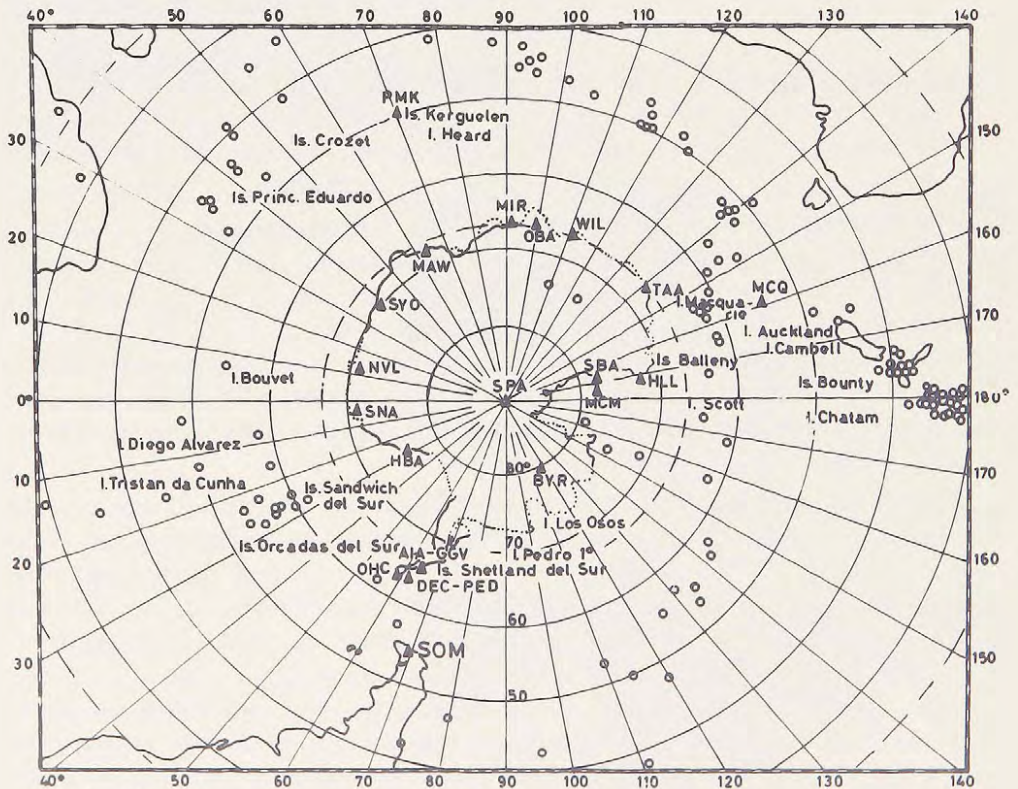 40° 50 60 70 80 90 100 110 120 130 140
30
150
PMK
Is. Kerguelen
I. Heard
Is. Crozet
Is. Princ. Eduardo
20
160
MIR
OBA
WIL
MAW
SYO
TAA
MCQ
I. Macqua-
rie
10
170
I. Auckland
I. Cambell
NVL
SBA
Is Balleny
I. Bouvet
SPA
HLL
Is. Bounty
0°
180°
SNA
MCM
I. Scott
I. Chatam
I. Diego Alvarez
HBA
80°
BYR
10
170
I. Tristan da Cunha
Is. Sandwich
del Sur
I. Los Osos
Is. Orcadas del Sur
AIA-GGV
70
I. Pedro 1°
20
160
OHC
Is. Shetland del Sur
DEC-PED
60
SOM
30
150
50
40° 50 60 70 80 90 100 110 120 130 140